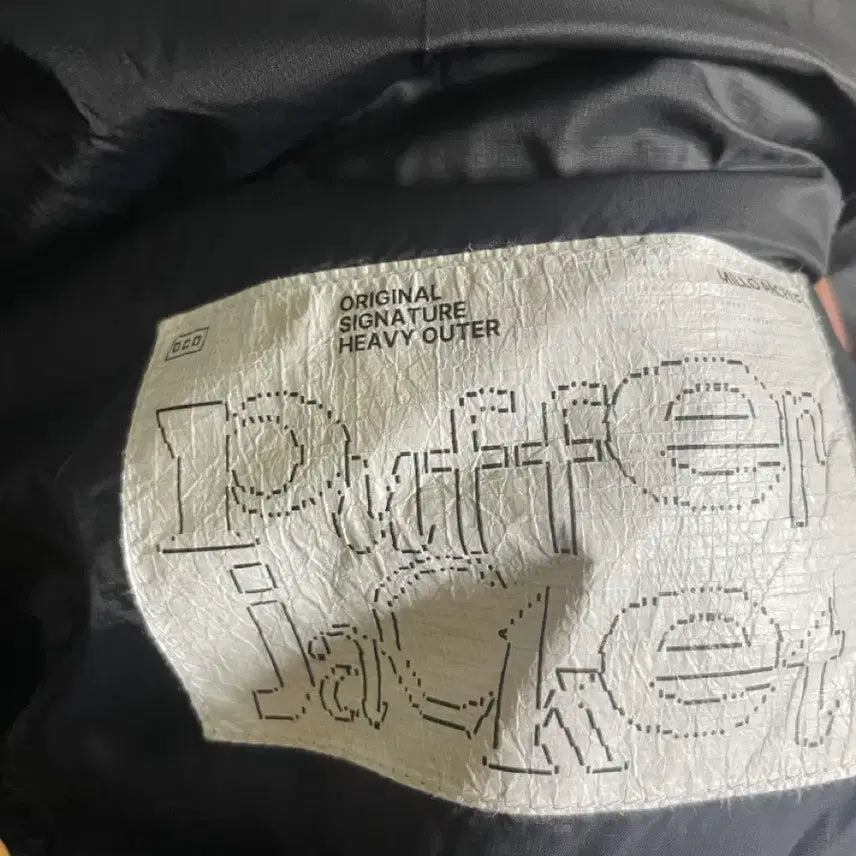 ORIGINAL
SIGNATURE
HEAVY OUTER
Puffer
jacket